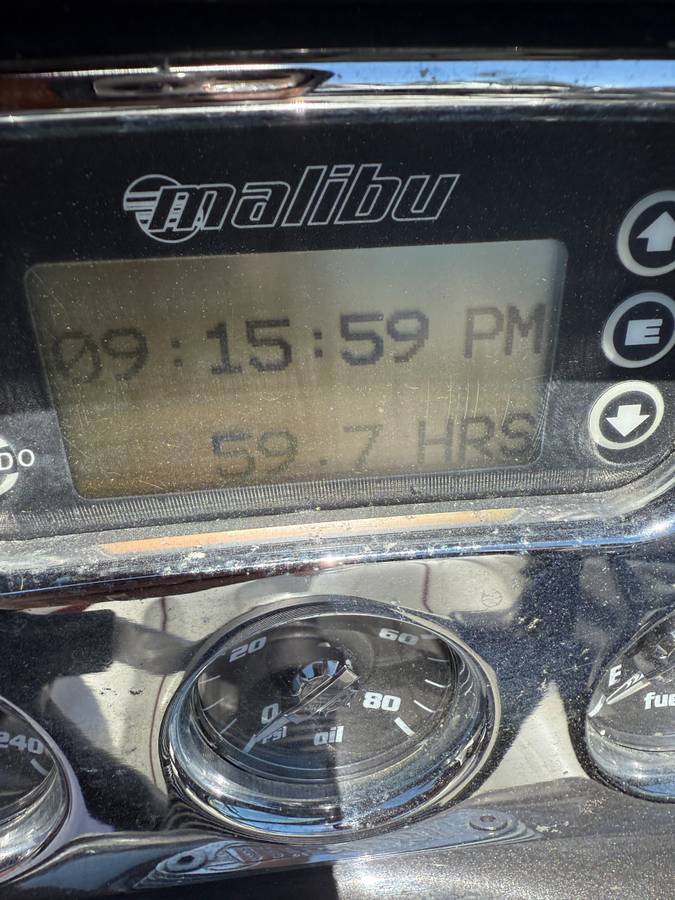 malibu
09:15:59 PM
E
59.7 HRS
DO
20 60
0 80
PSI oil
240
E
fue